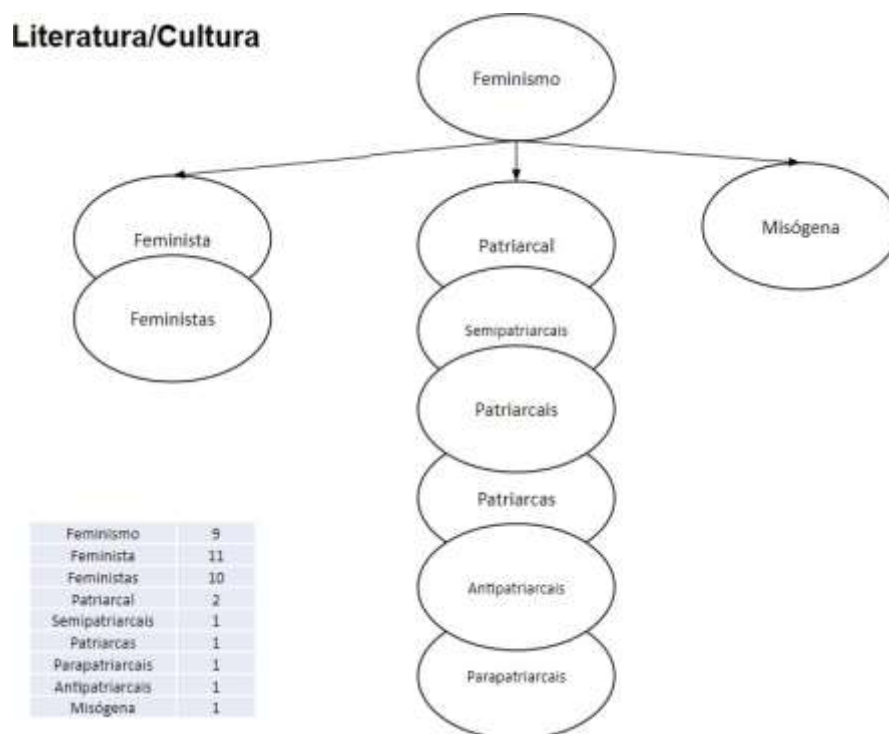 Literatura/Cultura
Feminismo
Feminista
Feministas
Patriarcal
Semipatriarcais
Patriarcais
Patriarcas
Antipatriarcais
Parapatriarcais
Misógena
Feminismo 9
Feminista 11
Feministas 10
Patriarcal 2
Semipatriarcais 1
Patriarcas 1
Parapatriarcais 1
Antipatriarcais 1
Misógena 1